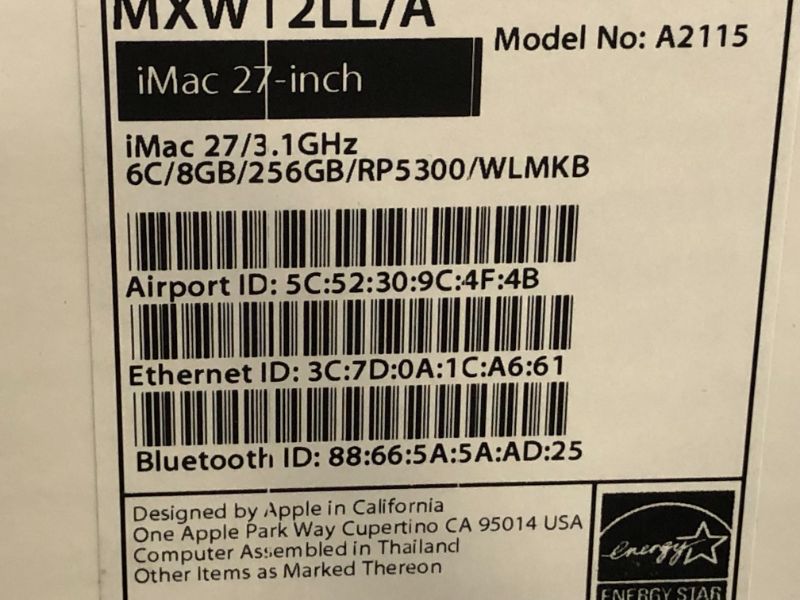 MXWT2LL/A
Model No: A2115
iMac 27-inch
iMac 27/3.1GHz
6C/8GB/256GB/RP5300/WLMKB
Airport ID: 5C:52:30:9C:4F:4B
Ethernet ID: 3C:7D:0A:1C:A6:61
Bluetooth ID: 88:66:5A:5A:AD:25
Designed by Apple in California
One Apple Park Way Cupertino CA 95014 USA
Computer Assembled in Thailand
Other Items as Marked Thereon
energy
ENERGY STAR